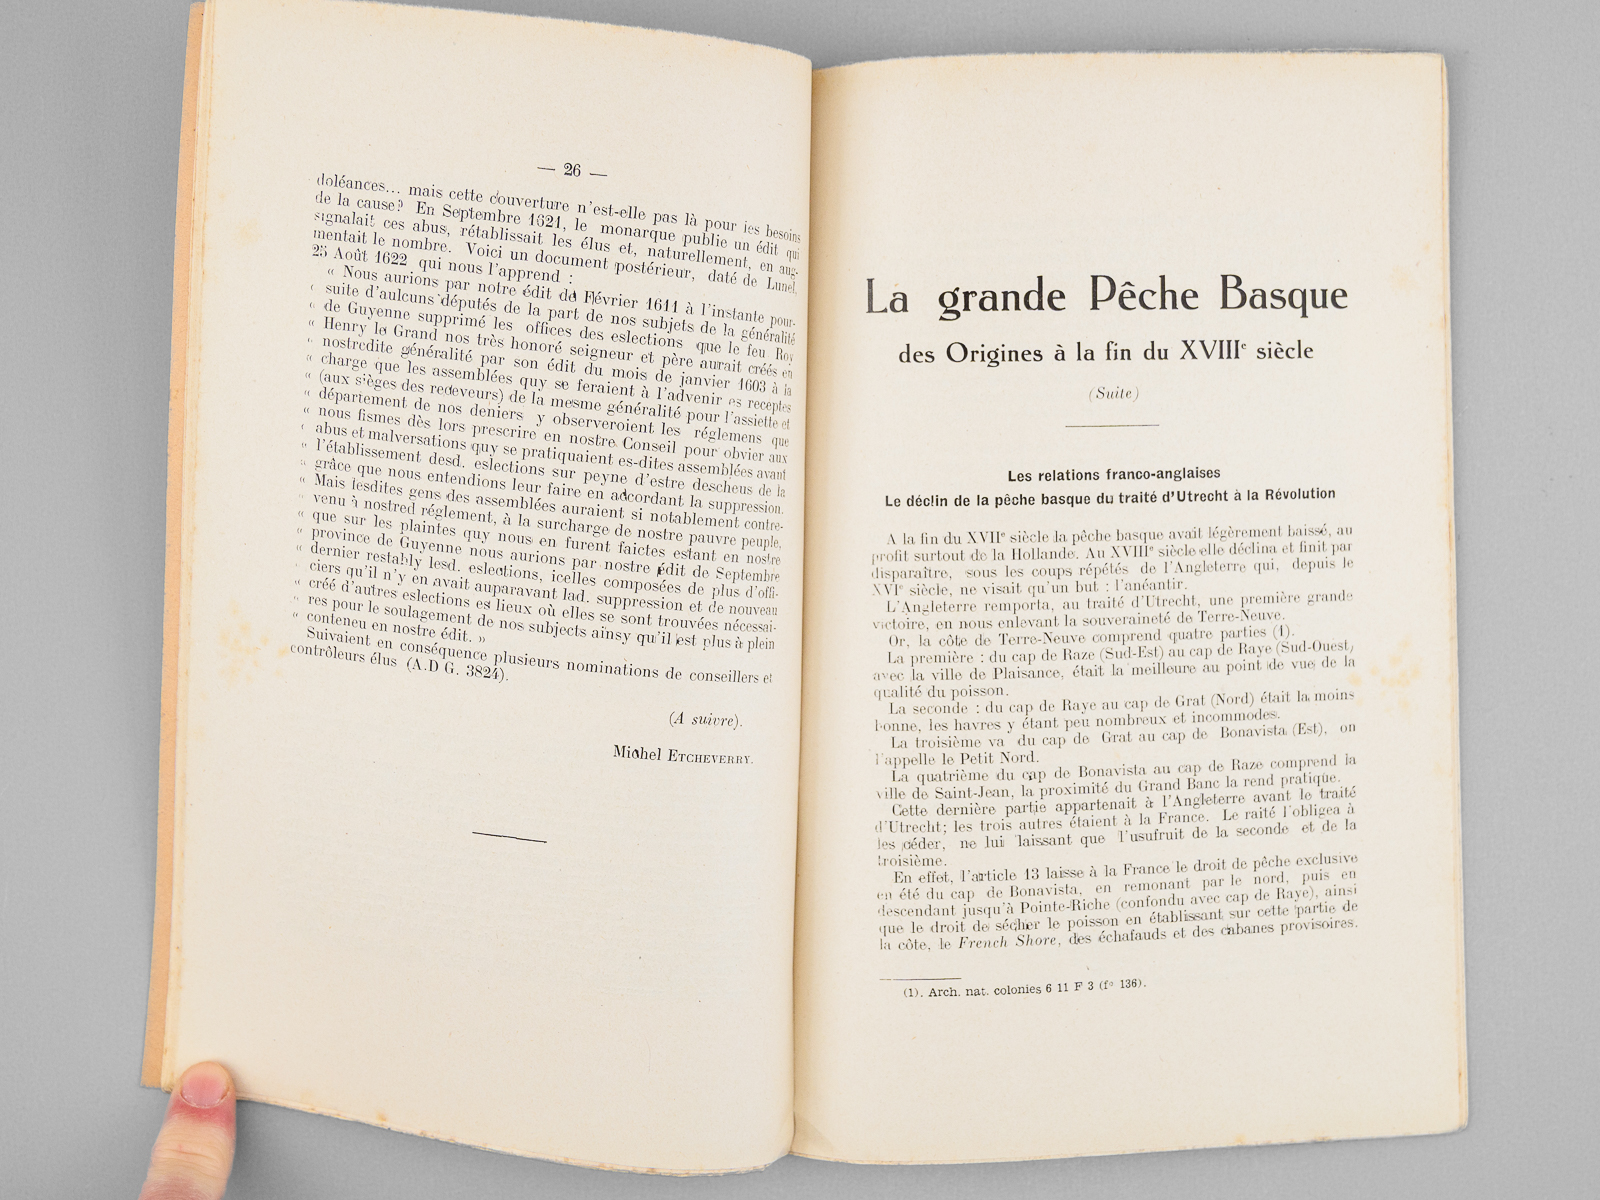 — 26 —
doléances... mais cette couverture n'est-elle pas là pour les besoins
de la cause? En Septembre 1621, le monarque publie un édit qui
signalait ces abus, rétablissait les élus et, naturellement, en aug-
mentait le nombre. Voici un document postérieur, daté de Lunel,
25 Août 1622 qui nous l'apprend :
« Nous aurions par notre édit de Février 1611 à l'instante pour-
« suite d'aulcuns députés de la part de nos subjets de la généralité
« de Guyenne supprimé les offices des eslections que le feu Roy
« Henry le Grand nos très honoré seigneur et père aurait créés en
« nostredite généralité par son édit du mois de janvier 1603 à la
« charge que les assemblées quy se feraient à l'advenir es receptes
« (aux sièges des redeveurs) de la mesme généralité pour l'assiette et
« département de nos deniers y observeroient les réglemens que
« nous fismes dès lors prescrire en nostre Conseil pour obvier aux
« abus et malversations quy se pratiquaient es-dites assemblées avant
« l'établissement desd. eslections sur peyne d'estre descheus de la
« grâce que nous entendions leur faire en accordant la suppression.
« Mais lesdites gens des assemblées auraient si notablement contre-
« venu à nostred réglement, à la surcharge de nostre pauvre peuple,
« que sur les plaintes quy nous en furent faictes estant en nostre
« province de Guyenne nous aurions par nostre édit de Septembre
« dernier restably lesd. eslections, icelles composées de plus d'offi-
« ciers qu'il n'y en avait auparavant lad. suppression et de nouveau
« créé d'autres eslections es lieux où elles se sont trouvées nécessai-
« res pour le soulagement de nos subjects aïnsy qu'il est plus à plein
« conteneu en nostre édit. »
Suivaient en conséquence plusieurs nominations de conseillers et
contrôleurs élus (A.D G. 3824).
(A suivre).
Michel ETCHEVERRY.
La grande Pêche Basque
des Origines à la fin du XVIIIe siècle
(Suite)
Les relations franco-anglaises
Le déclin de la pêche basque du traité d'Utrecht à la Révolution
A la fin du XVIIe siècle la pêche basque avait légèrement baissé, au
profit surtout de la Hollande. Au XVIIIe siècle elle déclina et finit par
disparaître, sous les coups répétés de l'Angleterre qui, depuis le
XVIe siècle, ne visait qu'un but : l'anéantir.
L'Angleterre remporta, au traité d'Utrecht, une première grande
victoire, en nous enlevant la souveraineté de Terre-Neuve.
Or, la côte de Terre-Neuve comprend quatre parties (1).
La première : du cap de Raze (Sud-Est) au cap de Raye (Sud-Ouest)
avec la ville de Plaisance, était la meilleure au point de vue de la
qualité du poisson.
La seconde : du cap de Raye au cap de Grat (Nord) était la moins
bonne, les havres y étant peu nombreux et incommodes.
La troisième va du cap de Grat au cap de Bonavista (Est), on
l'appelle le Petit Nord.
La quatrième du cap de Bonavista au cap de Raze comprend la
ville de Saint-Jean, la proximité du Grand Banc la rend pratique.
Cette dernière partie appartenait à l'Angleterre avant le traité
d'Utrecht; les trois autres étaient à la France. Le raité l'obligea à
les céder, ne lui laissant que l'usufruit de la seconde et de la
troisième.
En effet, l'article 13 laisse à la France le droit de pêche exclusive
en été du cap de Bonavista, en remonant par le nord, puis en
descendant jusqu'à Pointe-Riche (confondu avec cap de Raye), ainsi
que le droit de sécher le poisson en établissant sur cette partie de
la côte, le French Shore, des échafauds et des cabanes provisoires.
(1). Arch. nat. colonies 6 11 F 3 (f° 136).